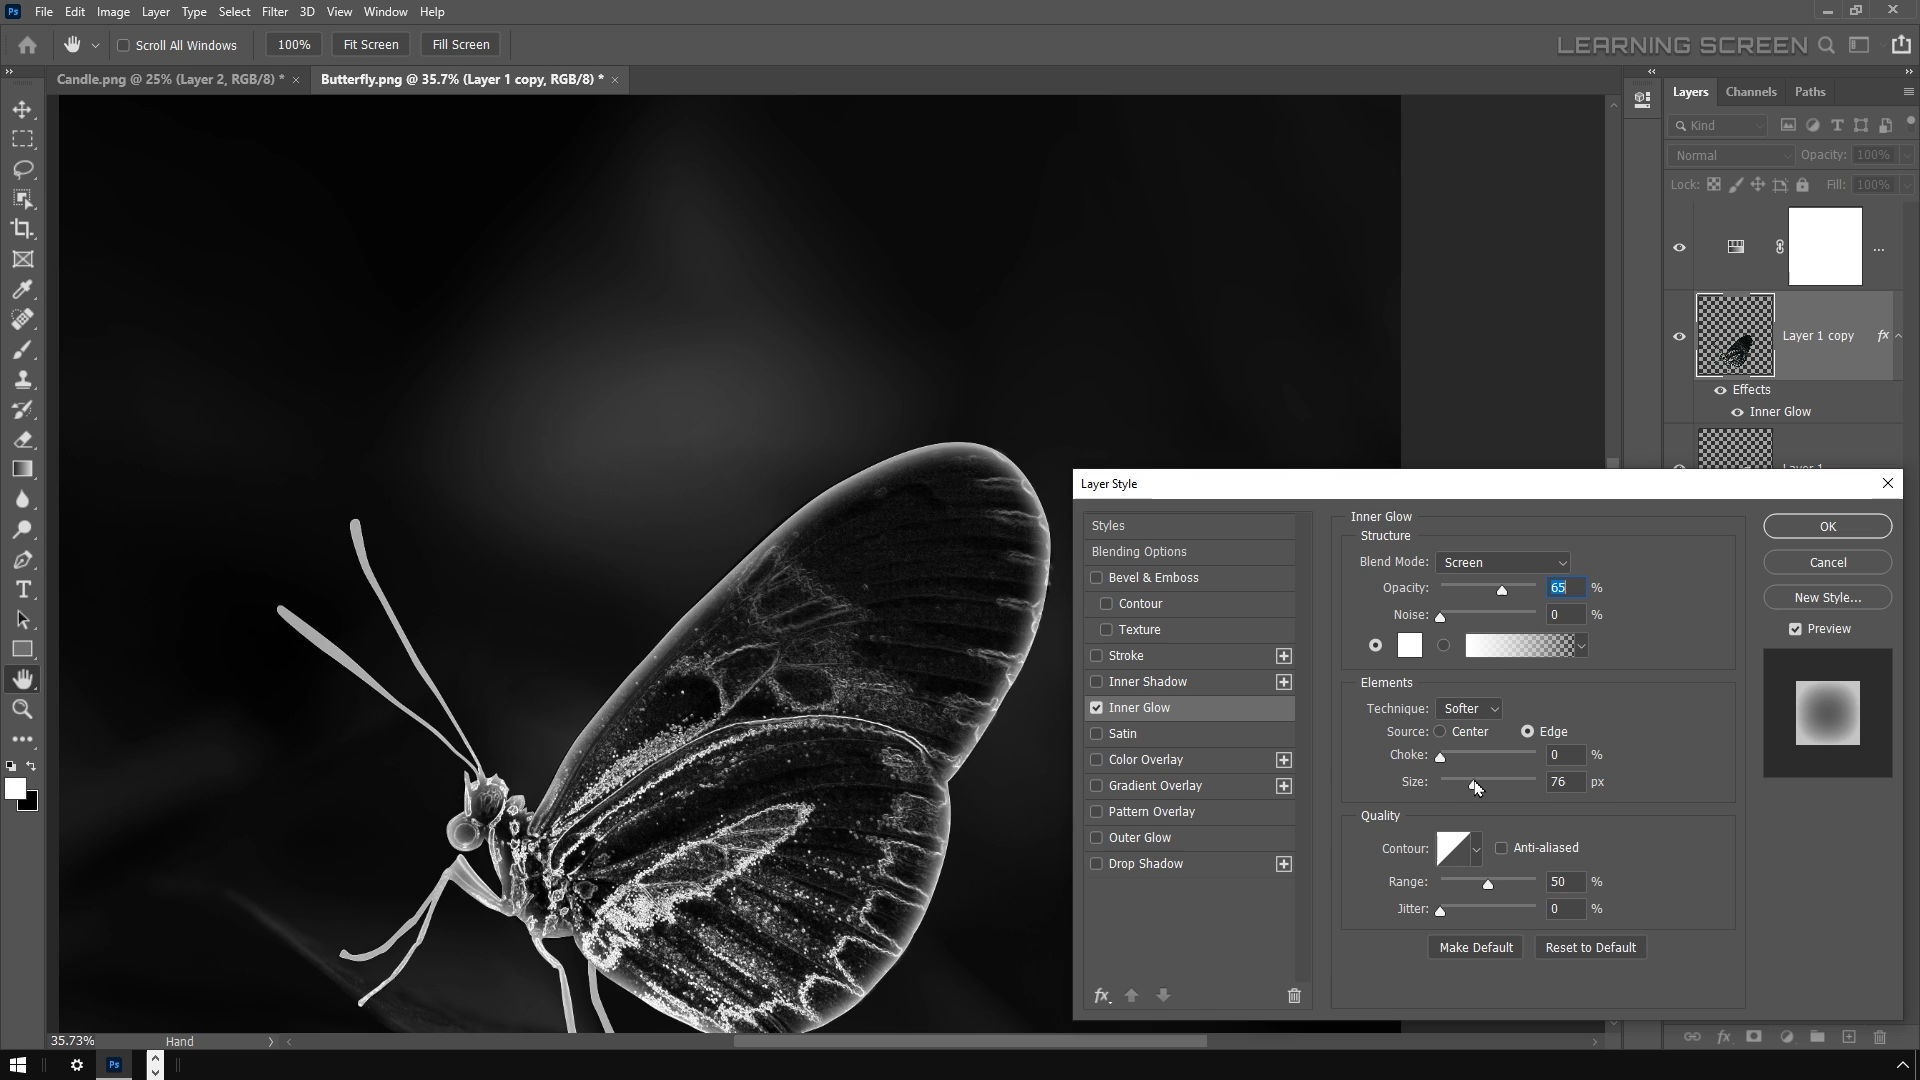 Ps File Edit Image Layer Type Select Filter 3D View Window Help
Scroll All Windows 100% Fit Screen Fill Screen
LEARNING SCREEN
Candle.png @ 25% (Layer 2, RGB/8) * × Butterfly.png @ 35.7% (Layer 1 copy, RGB/8) * ×
Layers Channels Paths
Kind
Normal Opacity: 100%
Lock: Fill: 100%
...
Layer 1 copy fx
Effects
Inner Glow
Layer Style
Styles
Blending Options
Bevel & Emboss
Contour
Texture
Stroke
Inner Shadow
Inner Glow
Satin
Color Overlay
Gradient Overlay
Pattern Overlay
Outer Glow
Drop Shadow
fx
Inner Glow
Structure
Blend Mode: Screen
Opacity: 65 %
Noise: 0 %
Elements
Technique: Softer
Source: Center Edge
Choke: 0 %
Size: 76 px
Quality
Contour: Anti-aliased
Range: 50 %
Jitter: 0 %
Make Default Reset to Default
OK
Cancel
New Style...
Preview
35.73% Hand
fx
Ps